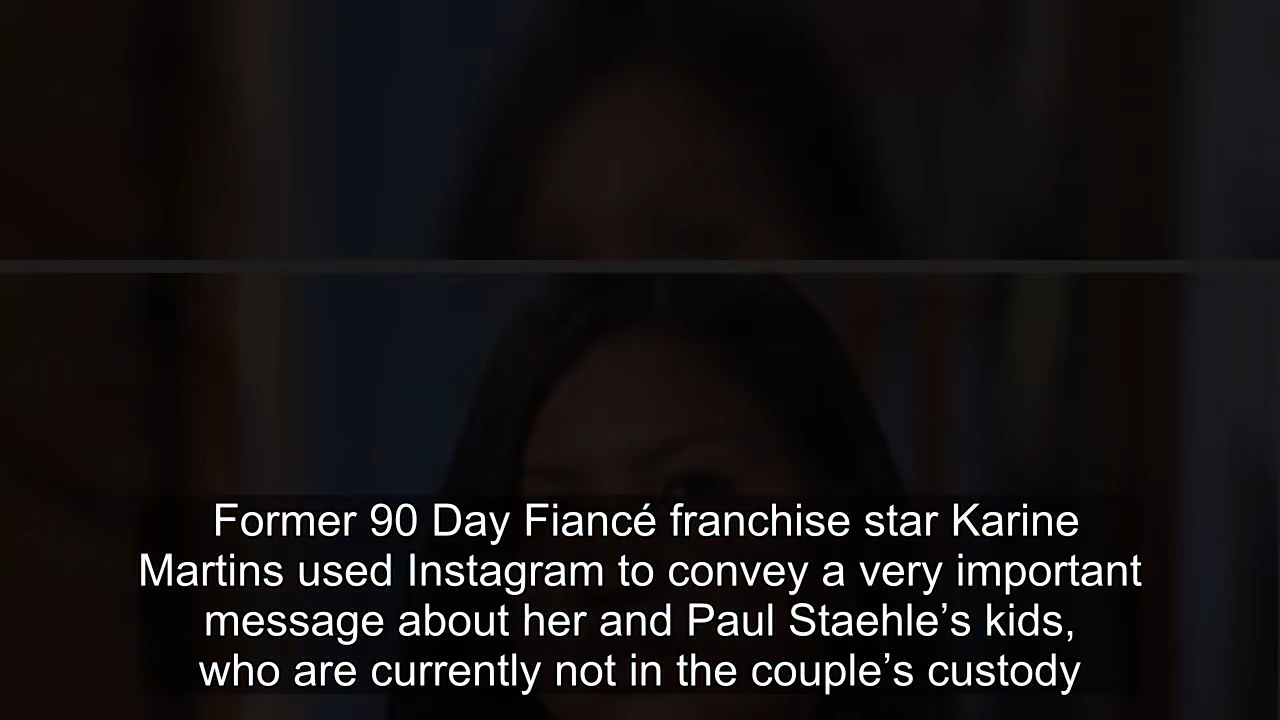 Former 90 Day Fiancé franchise star Karine
Martins used Instagram to convey a very important
message about her and Paul Staehle’s kids,
who are currently not in the couple’s custody